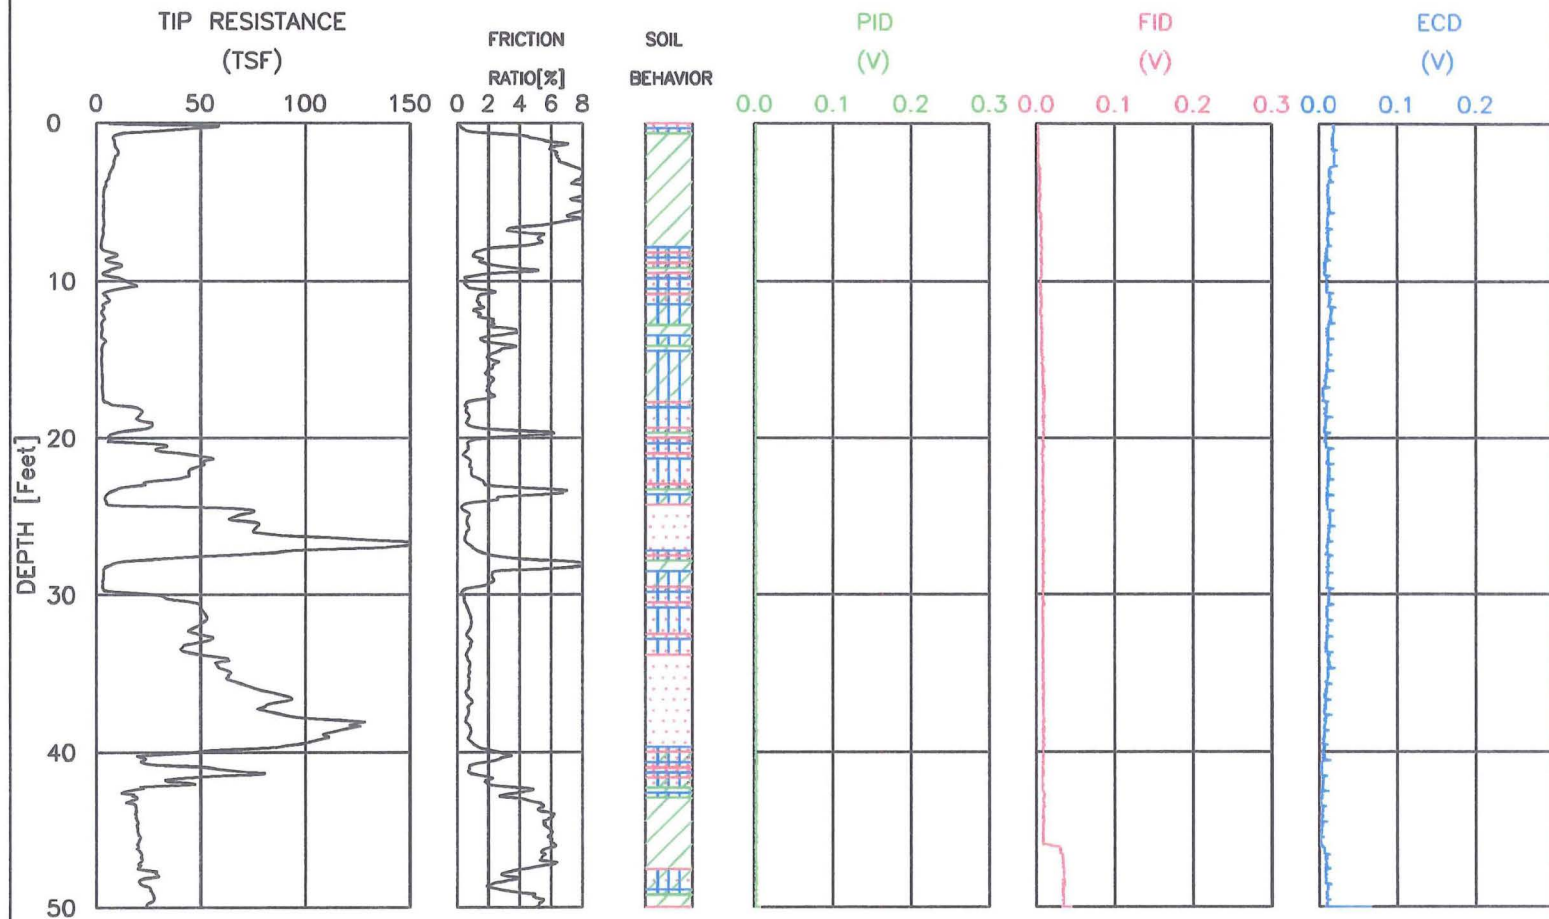 TIP RESISTANCE
(TSF)
0 50 100 150
FRICTION
RATIO[%]
0 2 4 6 8
SOIL
BEHAVIOR
PID
(V)
0.0 0.1 0.2 0.3
FID
(V)
0.0 0.1 0.2 0.3
ECD
(V)
0.0 0.1 0.2
DEPTH [Feet]
0
10
20
30
40
50